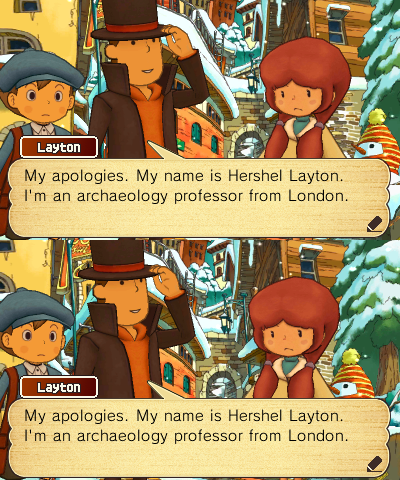 Layton
My apologies. My name is Hershel Layton.
I'm an archaeology professor from London.
Layton
My apologies. My name is Hershel Layton.
I'm an archaeology professor from London.